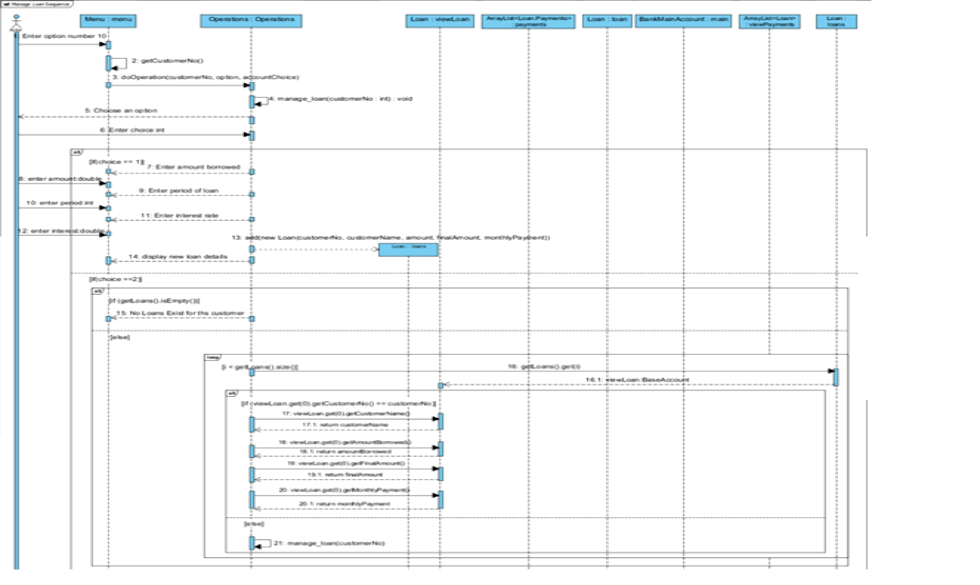 Manage Loan Sequence
Menu : menu
Operations : Operations
Loan : viewLoan
ArrayList<Loan.Payments> : payments
Loan : loan
BankMainAccount : main
ArrayList<Loan> : viewPayments
Loan : loans
1: Enter option number 10
2: getCustomerNo()
3: doOperation(customerNo, option, accountChoice)
4: manage_loan(customerNo : int) : void
5: Choose an option
6: Enter choice:int
alt
[if(choice == 1)]
7: Enter amount borrowed
8: enter amount:double
9: Enter period of loan
10: enter period:int
11: Enter interest rate
12: enter interest:double
13: add(new Loan(customerNo, customerName, amount, finalAmount, monthlyPayment))
Loan : loans
14: display new loan details
[if(choice ==2)]
alt
[if (getLoans().isEmpty())]
15: No Loans Exist for ths customer
[else]
loop
[i < getLoans().size()]
16: getLoans().get(i)
16.1: viewLoan:BaseAccount
alt
[if (viewLoan.get(0).getCustomerNo() == customerNo)]
17: viewLoan.get(0).getCustomerName()
17.1: return customerName
18: viewLoan.get(0).getAmountBorrowed()
18.1: return amountBorrowed
19: viewLoan.get(0).getFinalAmount()
19.1: return finalAmount
20: viewLoan.get(0).getMonthlyPayment()
20.1: return monthlyPayment
[else]
21: manage_loan(customerNo)